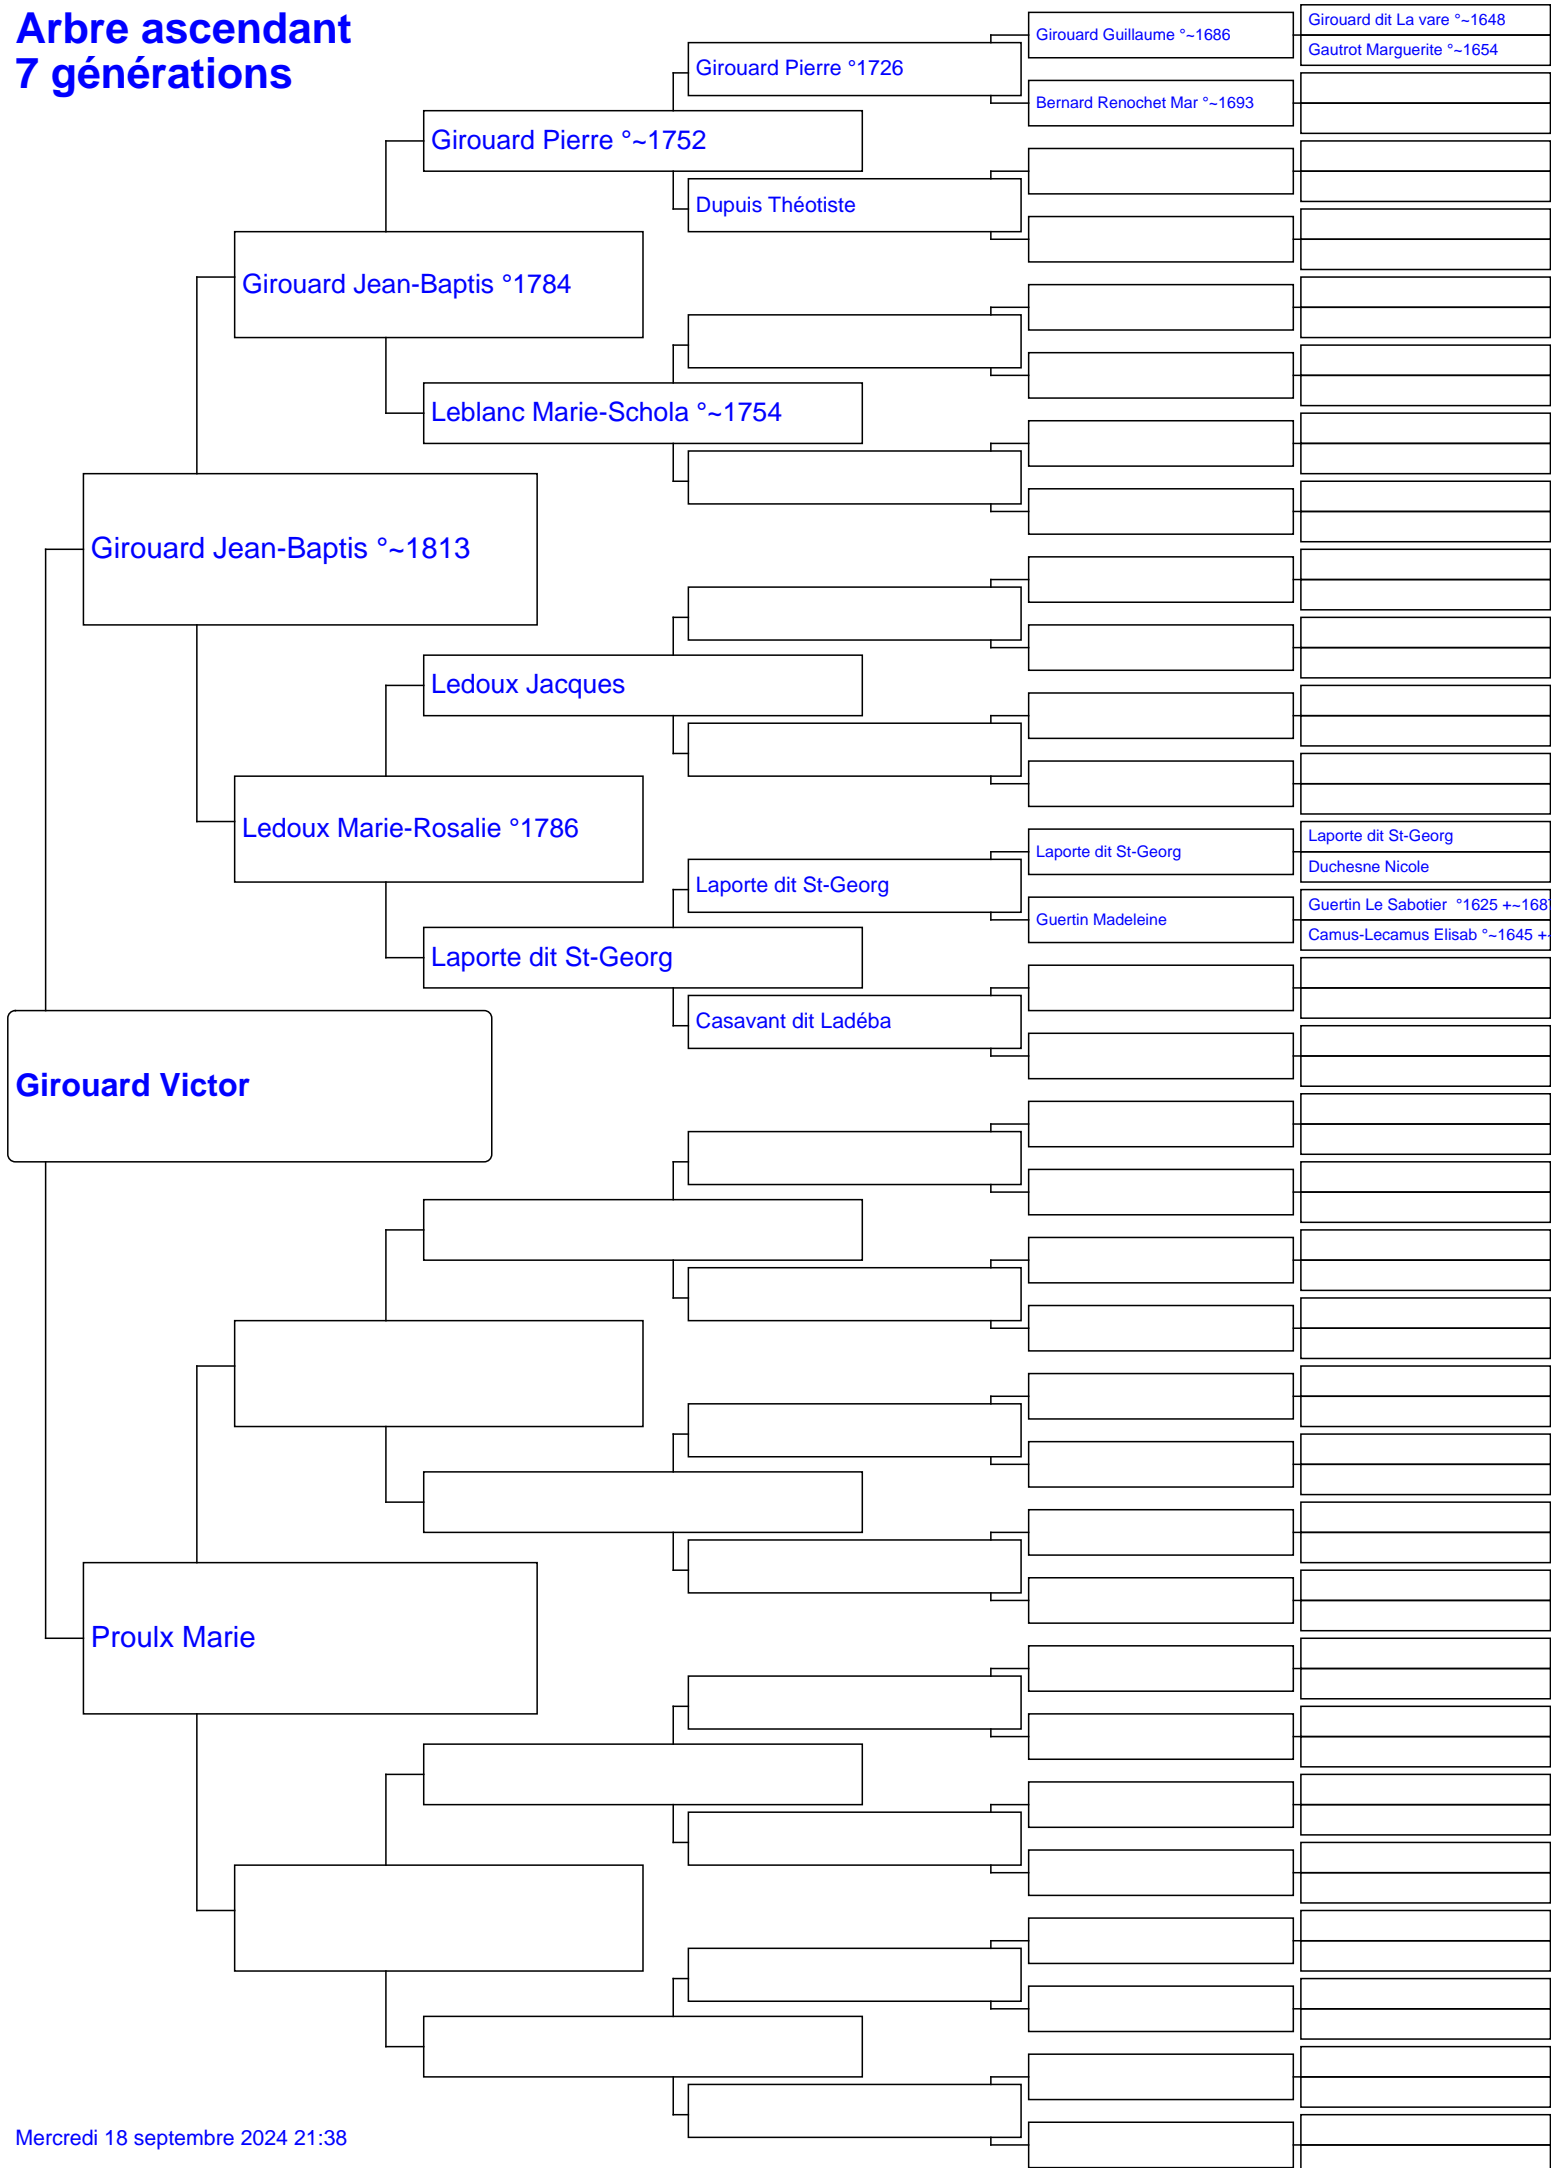 Arbre ascendant
7 générations
Girouard dit La vare °~1648
Girouard Guillaume °~1686
Gautrot Marguerite °~1654
Girouard Pierre °1726
Bernard Renochet Mar °~1693
Girouard Pierre °~1752
Dupuis Théotiste
Girouard Jean-Baptis °1784
Leblanc Marie-Schola °~1754
Girouard Jean-Baptis °~1813
Ledoux Jacques
Ledoux Marie-Rosalie °1786
Laporte dit St-Georg
Laporte dit St-Georg
Duchesne Nicole
Laporte dit St-Georg
Guertin Le Sabotier °1625 +~168
Guertin Madeleine
Camus-Lecamus Elisab °~1645 +
Laporte dit St-Georg
Casavant dit Ladéba
Girouard Victor
Proulx Marie
Mercredi 18 septembre 2024 21:38